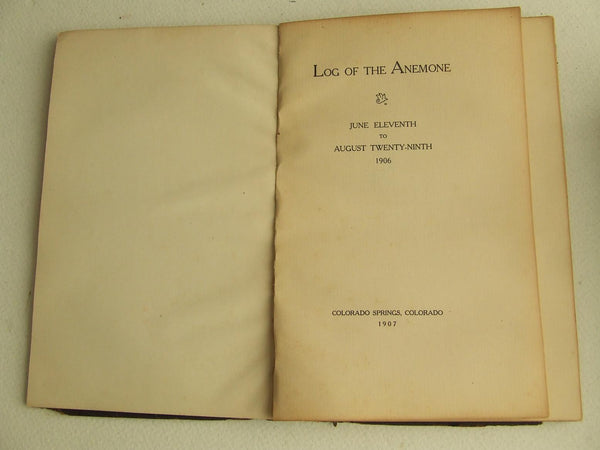 LOG OF THE ANEMONE
JUNE ELEVENTH
TO
AUGUST TWENTY-NINTH
1906
COLORADO SPRINGS, COLORADO
1907